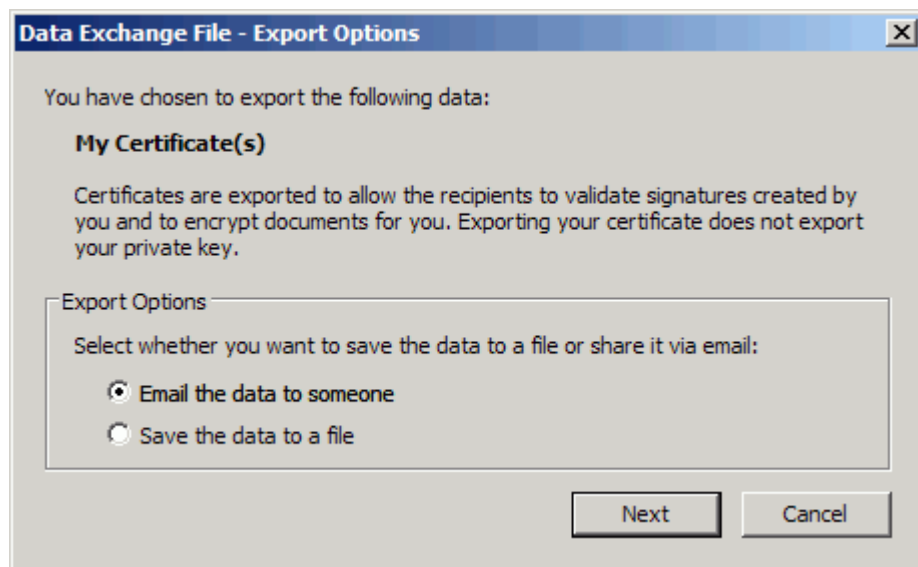 Data Exchange File - Export Options
You have chosen to export the following data:
My Certificate(s)
Certificates are exported to allow the recipients to validate signatures created by
you and to encrypt documents for you. Exporting your certificate does not export
your private key.
Export Options
Select whether you want to save the data to a file or share it via email:
Email the data to someone
Save the data to a file
Next Cancel